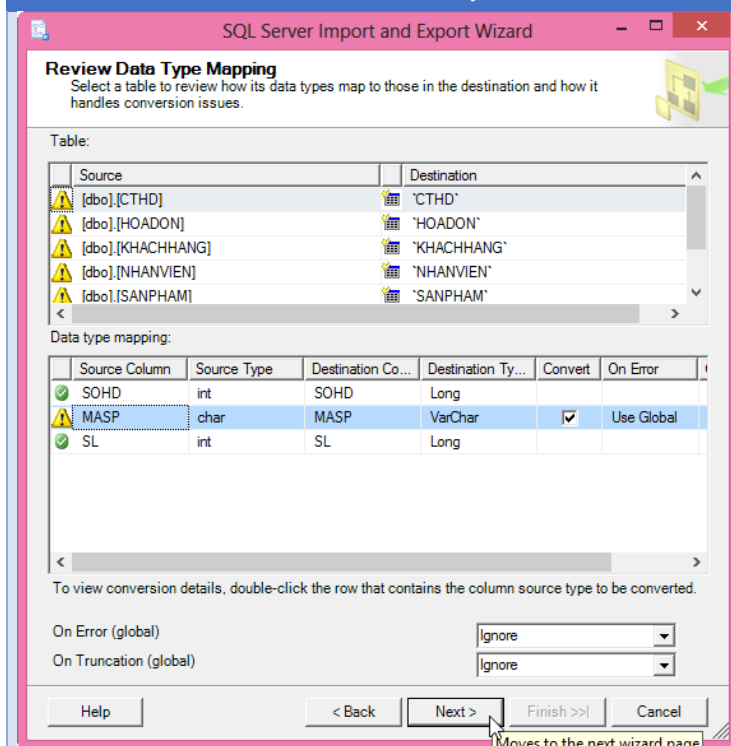 SQL Server Import and Export Wizard
Review Data Type Mapping
Select a table to review how its data types map to those in the destination and how it
handles conversion issues.
Table:
Source Destination
[dbo].[CTHD] `CTHD`
[dbo].[HOADON] `HOADON`
[dbo].[KHACHHANG] `KHACHHANG`
[dbo].[NHANVIEN] `NHANVIEN`
[dbo].[SANPHAM] `SANPHAM`
Data type mapping:
Source Column Source Type Destination Co... Destination Ty... Convert On Error
SOHD int SOHD Long
MASP char MASP VarChar Use Global
SL int SL Long
To view conversion details, double-click the row that contains the column source type to be converted.
On Error (global) Ignore
On Truncation (global) Ignore
Help < Back Next > Finish >>| Cancel
Moves to the next wizard page